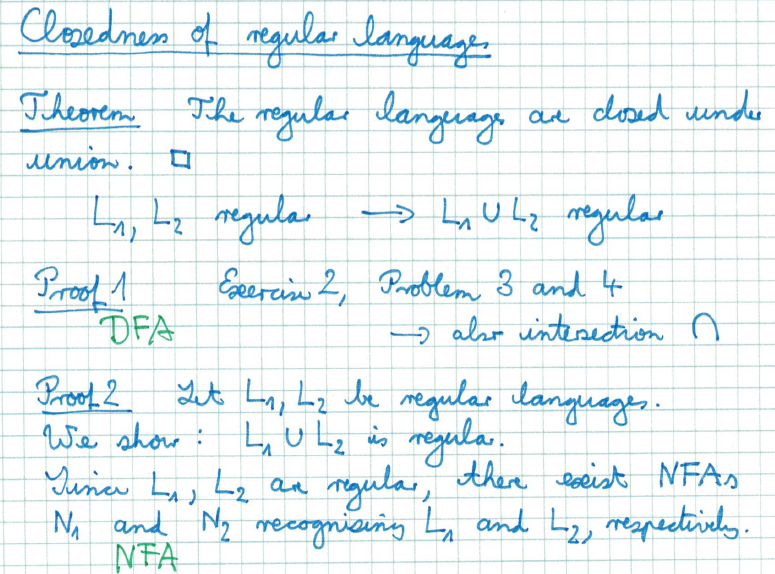 Closedness of regular languages
Theorem The regular languages are closed under
union. □
L₁, L₂ regular → L₁ ∪ L₂ regular
Proof 1 Exercise 2, Problem 3 and 4
DFA → also intersection ∩
Proof 2 Let L₁, L₂ be regular languages.
We show: L₁ ∪ L₂ is regular.
Since L₁, L₂ are regular, there exist NFAs
N₁ and N₂ recognising L₁ and L₂, respectively.
NFA